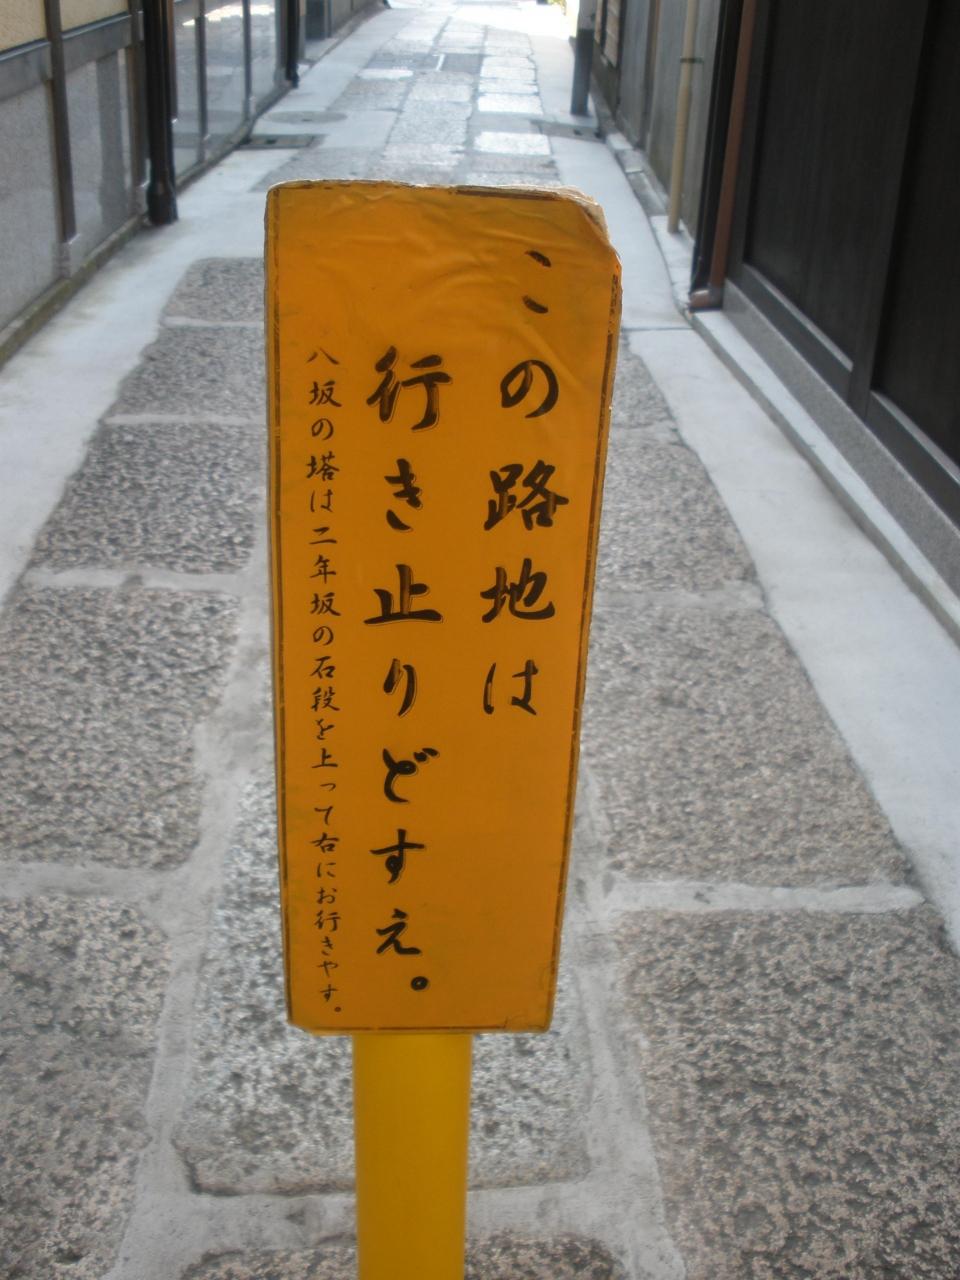 この路地は
行き止りどすえ。
八坂の塔は二年坂の石段を上って右にお行きやす。